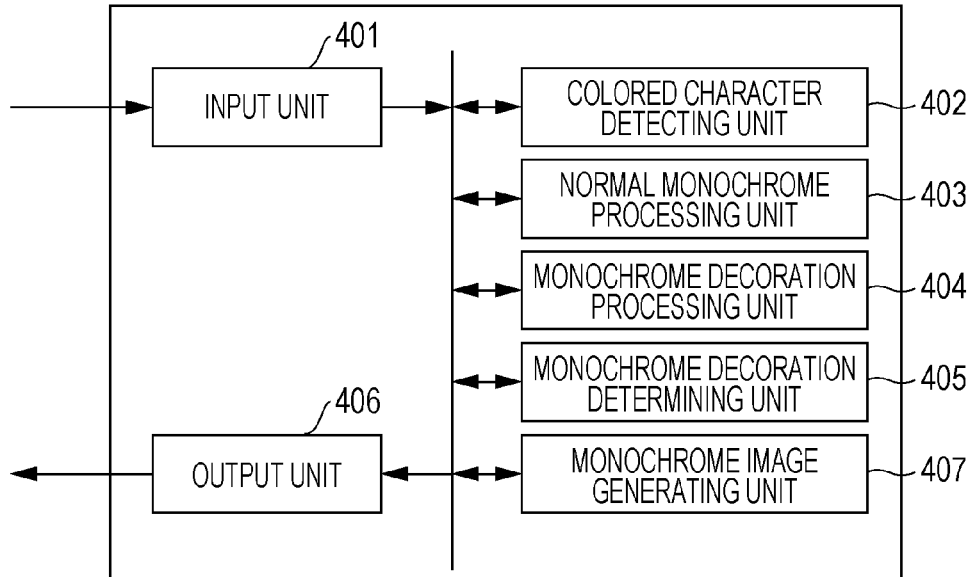 401
INPUT UNIT
COLORED CHARACTER
DETECTING UNIT
402
NORMAL MONOCHROME
PROCESSING UNIT
403
MONOCHROME DECORATION
PROCESSING UNIT
404
MONOCHROME DECORATION
DETERMINING UNIT
405
406
OUTPUT UNIT
MONOCHROME IMAGE
GENERATING UNIT
407